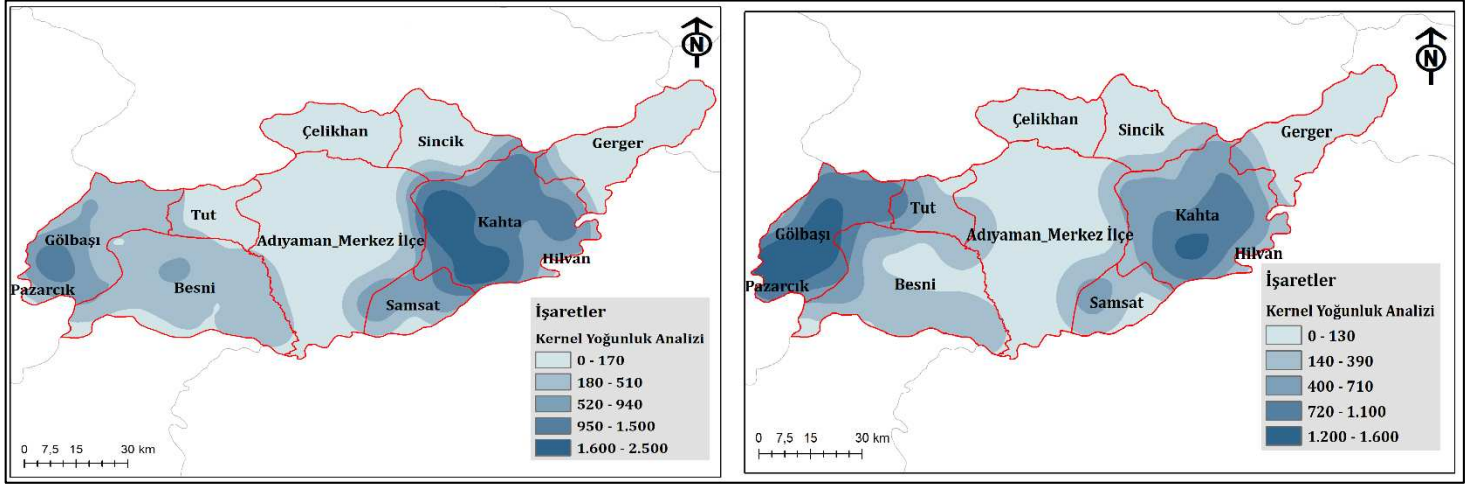 N
Çelikhan
Sincik
Gerger
Tut
Kahta
Gölbaşı
Adıyaman_Merkez İlçe
Hilvan
Pazarcık
Besni
Samsat
İşaretler
Kernel Yoğunluk Analizi
0 - 170
180 - 510
520 - 940
950 - 1.500
1.600 - 2.500
0 7,5 15 30 km
N
Çelikhan
Sincik
Gerger
Tut
Kahta
Gölbaşı
Adıyaman_Merkez İlçe
Hilvan
Pazarcık
Besni
Samsat
İşaretler
Kernel Yoğunluk Analizi
0 - 130
140 - 390
400 - 710
720 - 1.100
1.200 - 1.600
0 7,5 15 30 km